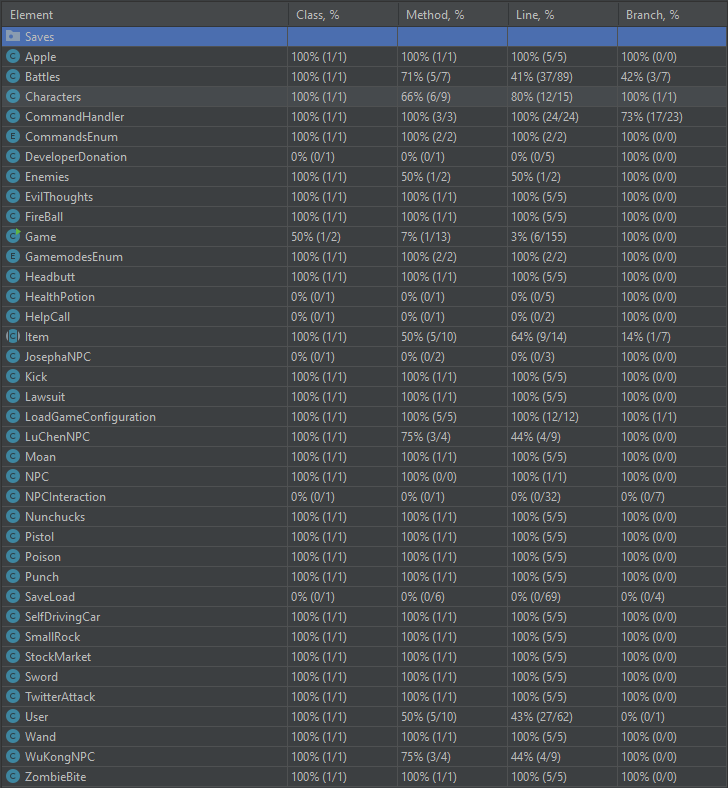 Element Class, % Method, % Line, % Branch, %
Saves
Apple 100% (1/1) 100% (1/1) 100% (5/5) 100% (0/0)
Battles 100% (1/1) 71% (5/7) 41% (37/89) 42% (3/7)
Characters 100% (1/1) 66% (6/9) 80% (12/15) 100% (1/1)
CommandHandler 100% (1/1) 100% (3/3) 100% (24/24) 73% (17/23)
CommandsEnum 100% (1/1) 100% (2/2) 100% (2/2) 100% (0/0)
DeveloperDonation 0% (0/1) 0% (0/1) 0% (0/5) 100% (0/0)
Enemies 100% (1/1) 50% (1/2) 50% (1/2) 100% (0/0)
EvilThoughts 100% (1/1) 100% (1/1) 100% (5/5) 100% (0/0)
FireBall 100% (1/1) 100% (1/1) 100% (5/5) 100% (0/0)
Game 50% (1/2) 7% (1/13) 3% (6/155) 100% (0/0)
GamemodesEnum 100% (1/1) 100% (2/2) 100% (2/2) 100% (0/0)
Headbutt 100% (1/1) 100% (1/1) 100% (5/5) 100% (0/0)
HealthPotion 0% (0/1) 0% (0/1) 0% (0/5) 100% (0/0)
HelpCall 0% (0/1) 0% (0/1) 0% (0/2) 100% (0/0)
Item 100% (1/1) 50% (5/10) 64% (9/14) 14% (1/7)
JosephaNPC 0% (0/1) 0% (0/2) 0% (0/3) 100% (0/0)
Kick 100% (1/1) 100% (1/1) 100% (5/5) 100% (0/0)
Lawsuit 100% (1/1) 100% (1/1) 100% (5/5) 100% (0/0)
LoadGameConfiguration 100% (1/1) 100% (5/5) 100% (12/12) 100% (1/1)
LuChenNPC 100% (1/1) 75% (3/4) 44% (4/9) 100% (0/0)
Moan 100% (1/1) 100% (1/1) 100% (5/5) 100% (0/0)
NPC 100% (1/1) 100% (0/0) 100% (1/1) 100% (0/0)
NPCInteraction 0% (0/1) 0% (0/1) 0% (0/32) 0% (0/7)
Nunchucks 100% (1/1) 100% (1/1) 100% (5/5) 100% (0/0)
Pistol 100% (1/1) 100% (1/1) 100% (5/5) 100% (0/0)
Poison 100% (1/1) 100% (1/1) 100% (5/5) 100% (0/0)
Punch 100% (1/1) 100% (1/1) 100% (5/5) 100% (0/0)
SaveLoad 0% (0/1) 0% (0/6) 0% (0/69) 0% (0/4)
SelfDrivingCar 100% (1/1) 100% (1/1) 100% (5/5) 100% (0/0)
SmallRock 100% (1/1) 100% (1/1) 100% (5/5) 100% (0/0)
StockMarket 100% (1/1) 100% (1/1) 100% (5/5) 100% (0/0)
Sword 100% (1/1) 100% (1/1) 100% (5/5) 100% (0/0)
TwitterAttack 100% (1/1) 100% (1/1) 100% (5/5) 100% (0/0)
User 100% (1/1) 50% (5/10) 43% (27/62) 0% (0/1)
Wand 100% (1/1) 100% (1/1) 100% (5/5) 100% (0/0)
WuKongNPC 100% (1/1) 75% (3/4) 44% (4/9) 100% (0/0)
ZombieBite 100% (1/1) 100% (1/1) 100% (5/5) 100% (0/0)